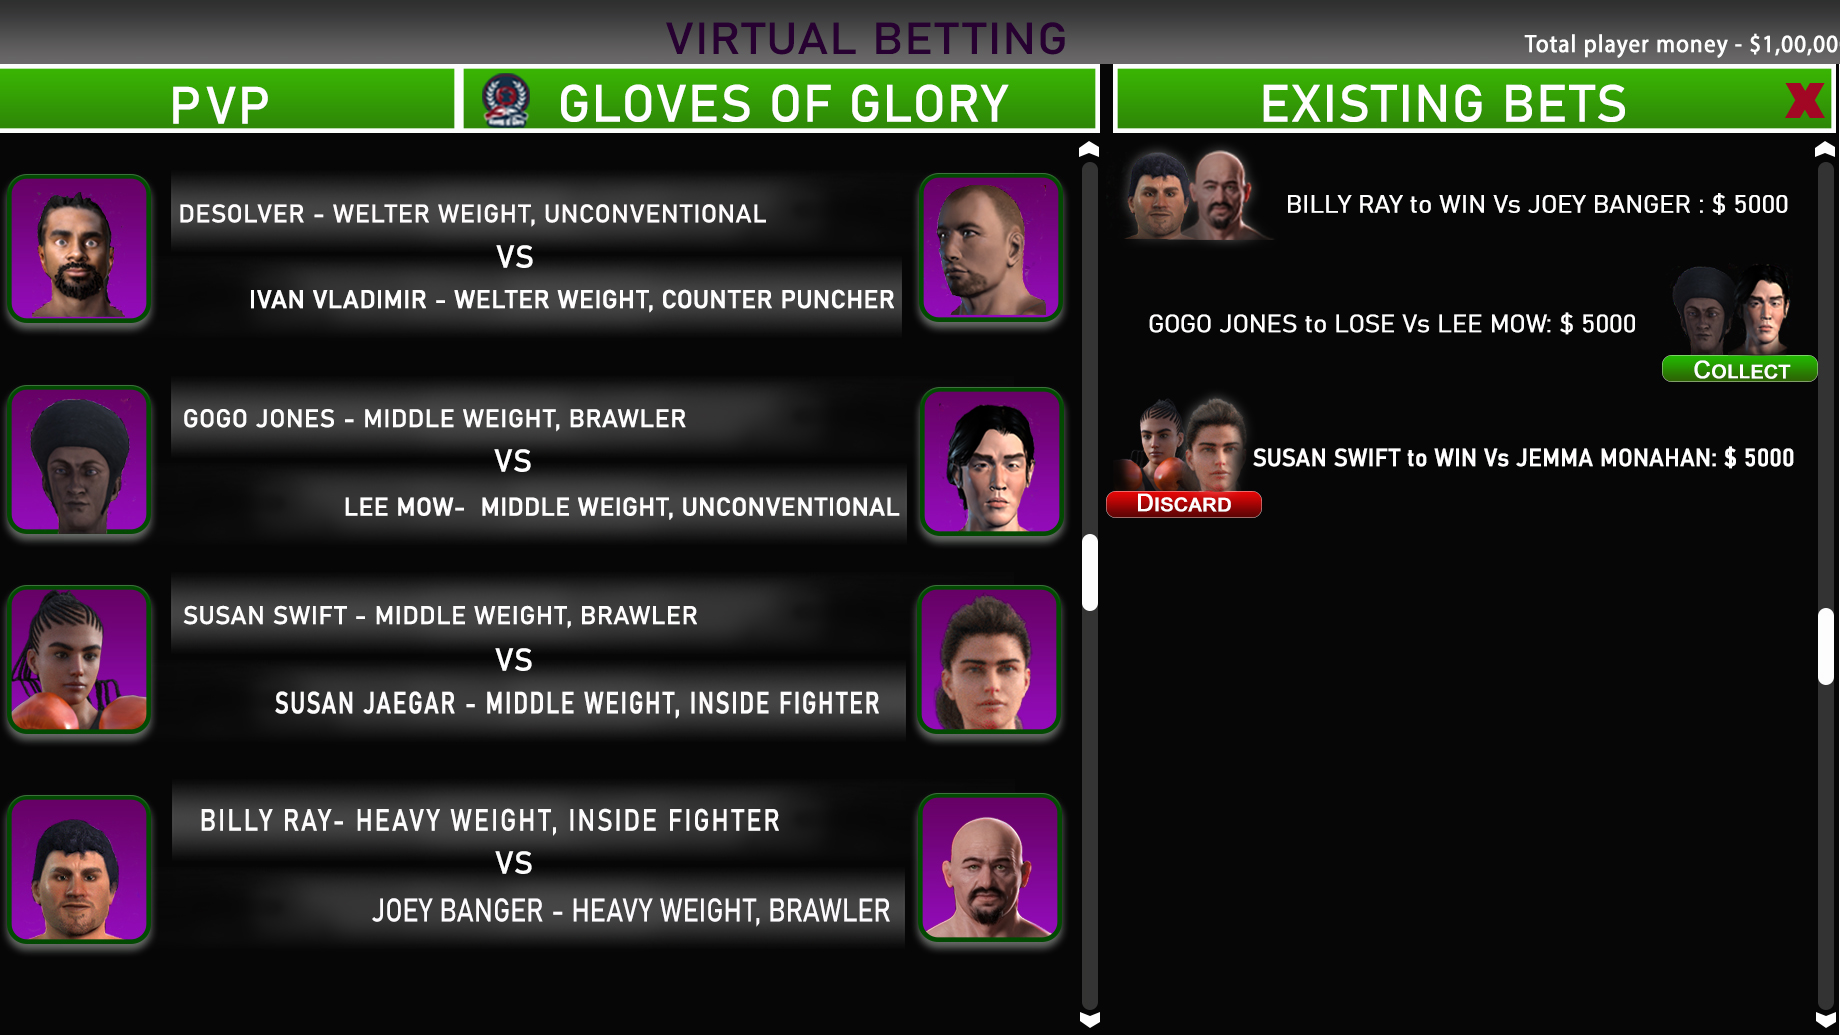 VIRTUAL BETTING
Total player money - $1,00,00
PVP
GLOVES OF GLORY
EXISTING BETS
X
DESOLVER - WELTER WEIGHT, UNCONVENTIONAL
VS
IVAN VLADIMIR - WELTER WEIGHT, COUNTER PUNCHER
GOGO JONES - MIDDLE WEIGHT, BRAWLER
VS
LEE MOW- MIDDLE WEIGHT, UNCONVENTIONAL
SUSAN SWIFT - MIDDLE WEIGHT, BRAWLER
VS
SUSAN JAEGAR - MIDDLE WEIGHT, INSIDE FIGHTER
BILLY RAY- HEAVY WEIGHT, INSIDE FIGHTER
VS
JOEY BANGER - HEAVY WEIGHT, BRAWLER
BILLY RAY to WIN Vs JOEY BANGER : $ 5000
GOGO JONES to LOSE Vs LEE MOW: $ 5000
COLLECT
SUSAN SWIFT to WIN Vs JEMMA MONAHAN: $ 5000
DISCARD